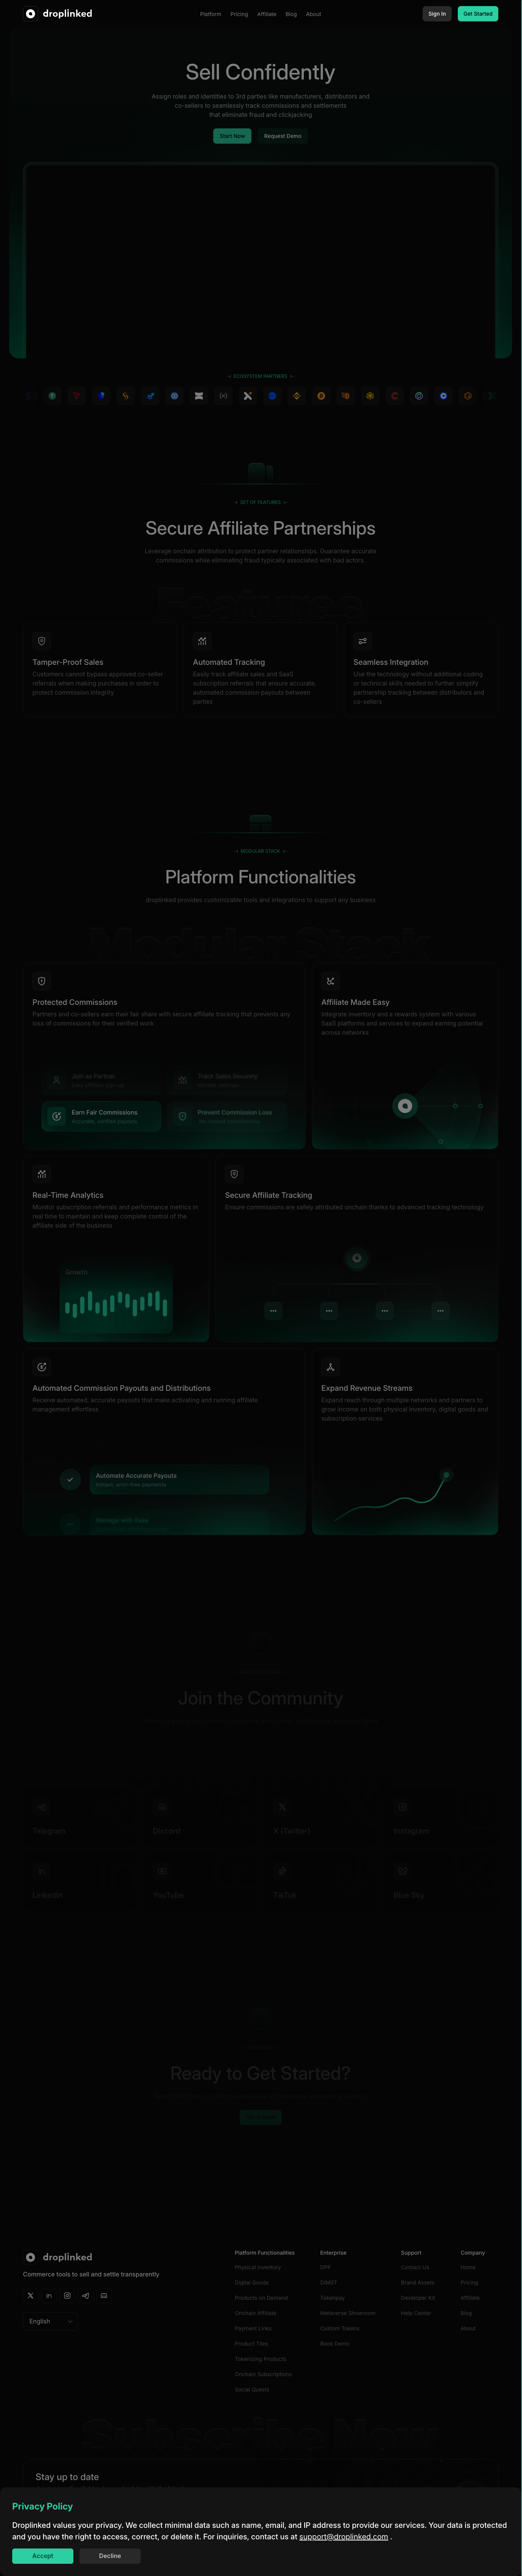 droplinked
Platform
Pricing
Affiliate
Blog
About
Sign In
Get Started
Sell Confidently
Assign roles and identities to 3rd parties like manufacturers, distributors and
co-sellers to seamlessly track commissions and settlements
that eliminate fraud and clickjacking
Start Now
Request Demo
ECOSYSTEM PARTNERS
SET OF FEATURES
Secure Affiliate Partnerships
Leverage onchain attribution to protect partner relationships. Guarantee accurate
commissions while eliminating fraud typically associated with bad actors.
Features
Tamper-Proof Sales
Customers cannot bypass approved co-seller
referrals when making purchases in order to
protect commission integrity
Automated Tracking
Easily track affiliate sales and SaaS
subscription referrals that ensure accurate,
automated commission payouts between
parties
Seamless Integration
Use the technology without additional coding
or technical skills needed to further simplify
partnership tracking between distributors and
co-sellers
MODULAR STACK
Platform Functionalities
droplinked provides customizable tools and integrations to support any business
Modular Stack
Protected Commissions
Partners and co-sellers earn their fair share with secure affiliate tracking that prevents any
loss of commissions for their verified work
Join as Partner
Track Sales Securely
Earn Fair Commissions
Accurate, verified payouts
Prevent Commission Loss
Affiliate Made Easy
Integrate inventory and a rewards system with various
SaaS platforms and services to expand earning potential
across networks
Real-Time Analytics
Monitor subscription referrals and performance metrics in
real time to maintain and keep complete control of the
affiliate side of the business
Growth
Secure Affiliate Tracking
Ensure commissions are safely attributed onchain thanks to advanced tracking technology
Automated Commission Payouts and Distributions
Receive automated, accurate payouts that make activating and running affiliate
management effortless
Automate Accurate Payouts
Instant, error-free payments
Manage with Ease
Expand Revenue Streams
Expand reach through multiple networks and partners to
grow income on both physical inventory, digital goods and
subscription services
Join the Community
Telegram
Discord
X (Twitter)
Instagram
LinkedIn
YouTube
TikTok
Blue Sky
Ready to Get Started?
droplinked
Commerce tools to sell and settle transparently
English
Platform Functionalities
Physical Inventory
Digital Goods
Products on Demand
Onchain Affiliate
Payment Links
Product Tiles
Tokenizing Products
Onchain Subscriptions
Social Quests
Enterprise
DPP
D3MST
Tokenpay
Metaverse Showroom
Custom Tokens
Book Demo
Support
Contact Us
Brand Assets
Developer Kit
Help Center
Company
Home
Pricing
Affiliate
Blog
About
Subscribe Now
Stay up to date
Privacy Policy
Droplinked values your privacy. We collect minimal data such as name, email, and IP address to provide our services. Your data is protected
and you have the right to access, correct, or delete it. For inquiries, contact us at support@droplinked.com .
Accept
Decline